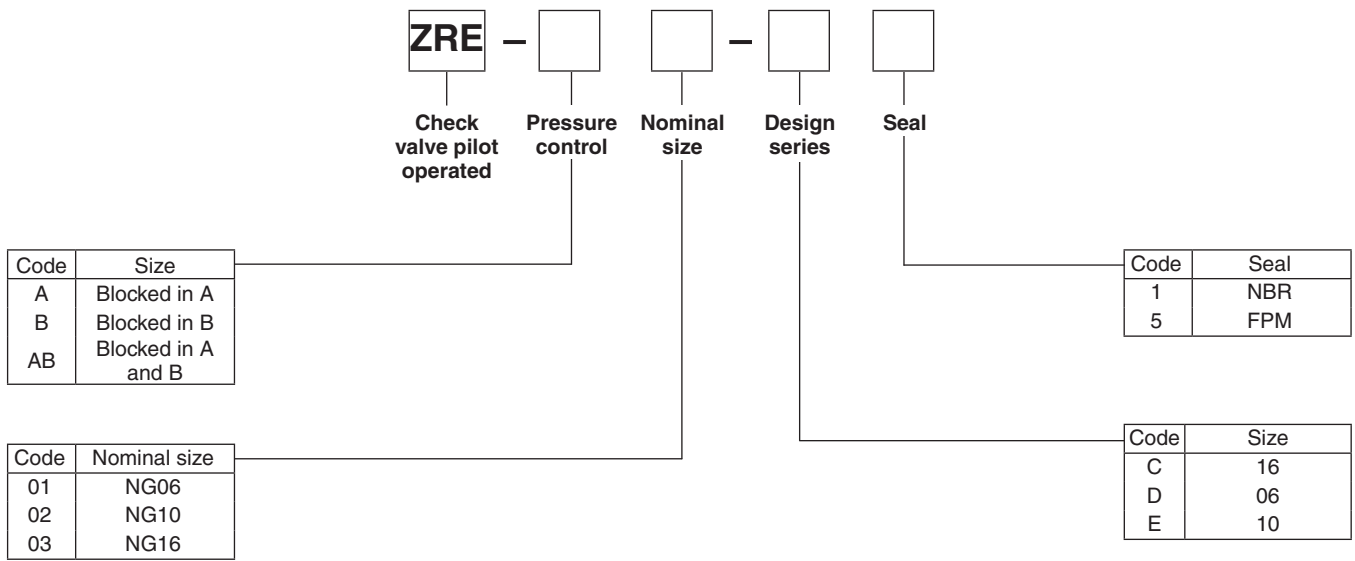 ZRE – –
Check valve pilot operated
Pressure control
Nominal size
Design series
Seal
Code Size
A Blocked in A
B Blocked in B
AB Blocked in A and B
Code Nominal size
01 NG06
02 NG10
03 NG16
Code Seal
1 NBR
5 FPM
Code Size
C 16
D 06
E 10